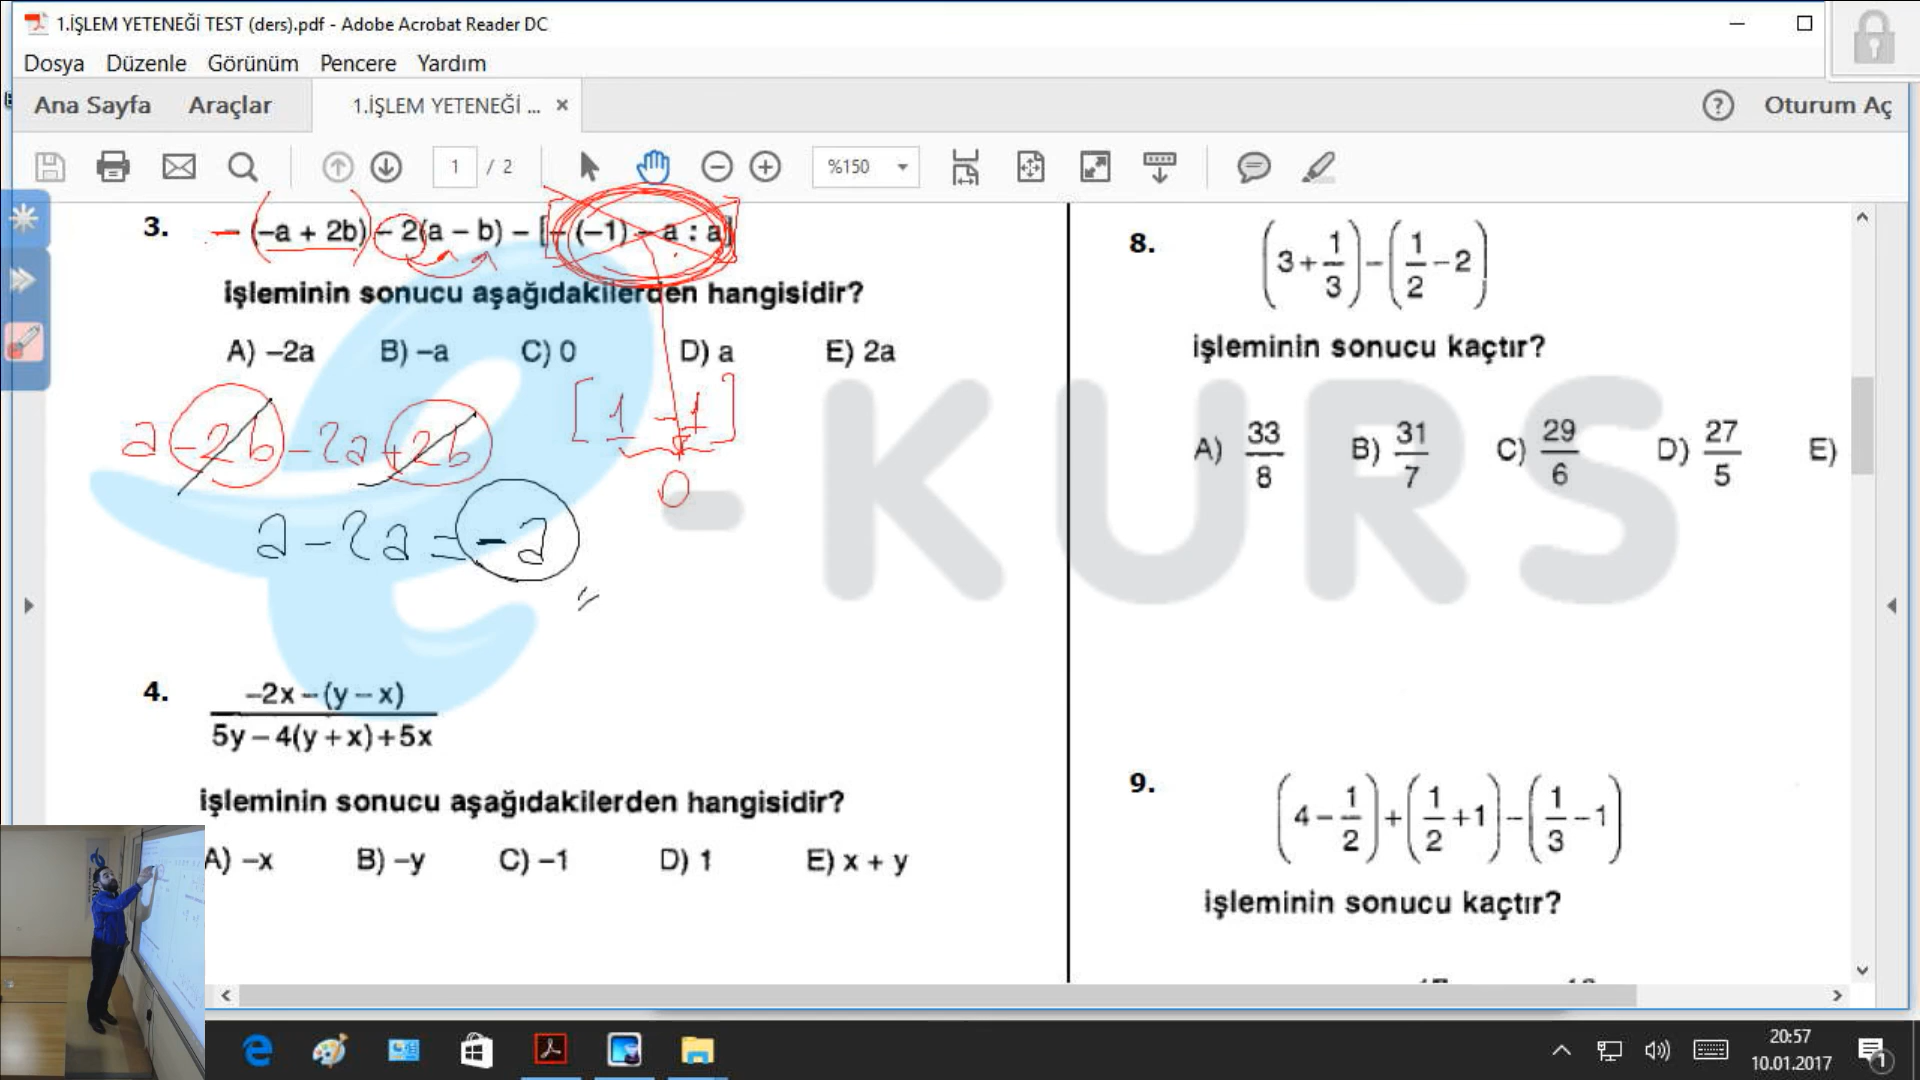 1.İŞLEM YETENEĞİ TEST (ders).pdf - Adobe Acrobat Reader DC
Dosya Düzenle Görünüm Pencere Yardım
Ana Sayfa Araçlar 1.İŞLEM YETENEĞİ ... × Oturum Aç
1 / 2 %150
3. -(-a + 2b) - 2(a - b) - [-(-1) - a : a]
işleminin sonucu aşağıdakilerden hangisidir?
A) -2a B) -a C) 0 D) a E) 2a
a - 2b - 2a + 2b [1 - 1]
0
a - 2a = -a
4. -2x - (y - x)
5y - 4(y + x) + 5x
işleminin sonucu aşağıdakilerden hangisidir?
A) -x B) -y C) -1 D) 1 E) x + y
8. (3 + 1/3) - (1/2 - 2)
işleminin sonucu kaçtır?
A) 33/8 B) 31/7 C) 29/6 D) 27/5 E)
9. (4 - 1/2) + (1/2 + 1) - (1/3 - 1)
işleminin sonucu kaçtır?
e - KURS
20:57
10.01.2017
1